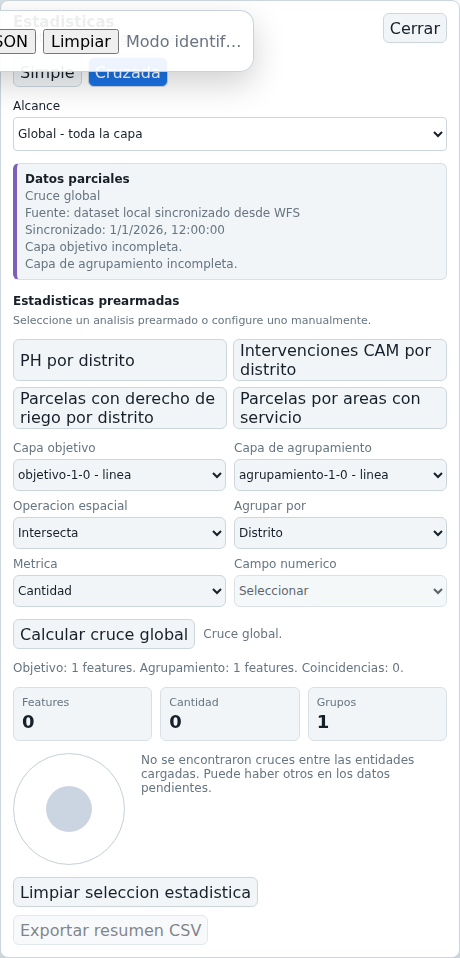 Estadisticas
SON
Limpiar
Modo identif…
Cerrar
Simple
Cruzada
Alcance
Global - toda la capa
Datos parciales
Cruce global
Fuente: dataset local sincronizado desde WFS
Sincronizado: 1/1/2026, 12:00:00
Capa objetivo incompleta.
Capa de agrupamiento incompleta.
Estadisticas prearmadas
Seleccione un analisis prearmado o configure uno manualmente.
PH por distrito
Intervenciones CAM por
distrito
Parcelas con derecho de
riego por distrito
Parcelas por areas con
servicio
Capa objetivo
Capa de agrupamiento
objetivo-1-0 - linea
agrupamiento-1-0 - linea
Operacion espacial
Agrupar por
Intersecta
Distrito
Metrica
Campo numerico
Cantidad
Seleccionar
Calcular cruce global
Cruce global.
Objetivo: 1 features. Agrupamiento: 1 features. Coincidencias: 0.
Features
Cantidad
Grupos
0
0
1
No se encontraron cruces entre las entidades
cargadas. Puede haber otros en los datos
pendientes.
Limpiar seleccion estadistica
Exportar resumen CSV